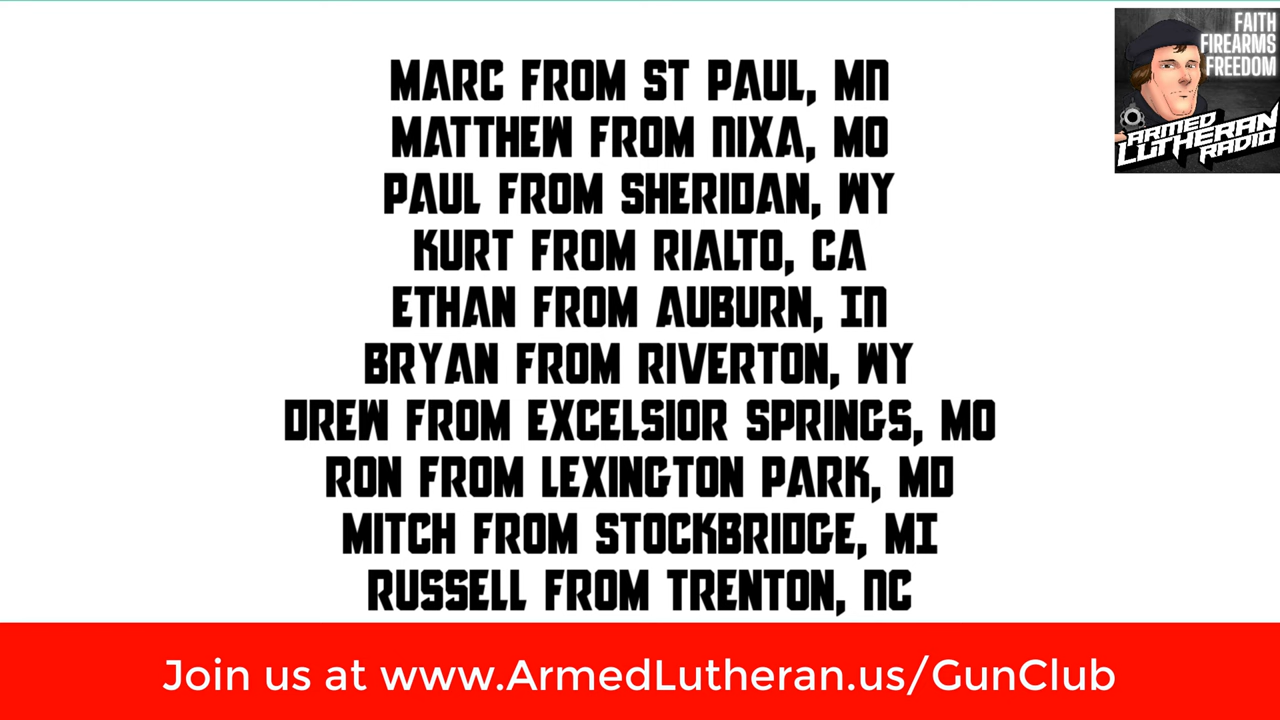 FAITH
FIREARMS
FREEDOM
ARMED
LUTHERAN
RADIO
MARC FROM ST PAUL, MN
MATTHEW FROM NIXA, MO
PAUL FROM SHERIDAN, WY
KURT FROM RIALTO, CA
ETHAN FROM AUBURN, IN
BRYAN FROM RIVERTON, WY
DREW FROM EXCELSIOR SPRINGS, MO
RON FROM LEXINGTON PARK, MD
MITCH FROM STOCKBRIDGE, MI
RUSSELL FROM TRENTON, NC
Join us at www.ArmedLutheran.us/GunClub